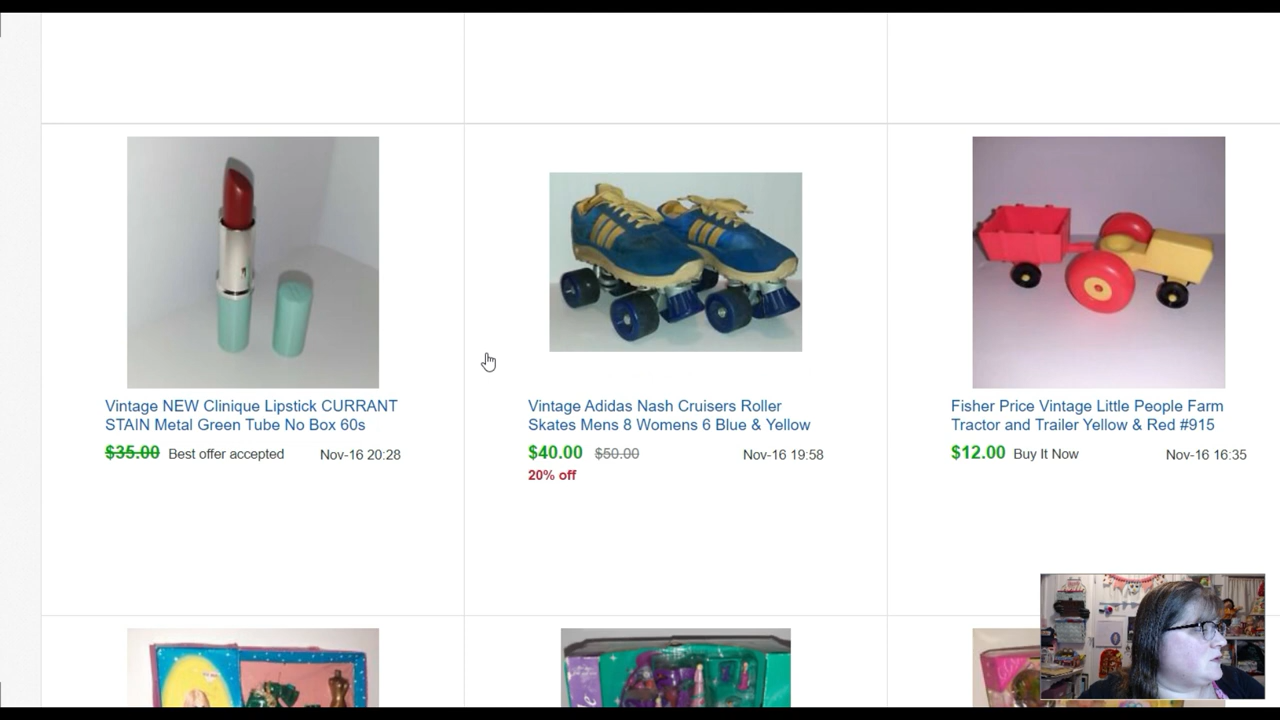 Vintage NEW Clinique Lipstick CURRANT
STAIN Metal Green Tube No Box 60s
$35.00 Best offer accepted Nov-16 20:28
Vintage Adidas Nash Cruisers Roller
Skates Mens 8 Womens 6 Blue & Yellow
$40.00 $50.00 Nov-16 19:58
20% off
Fisher Price Vintage Little People Farm
Tractor and Trailer Yellow & Red #915
$12.00 Buy It Now Nov-16 16:35